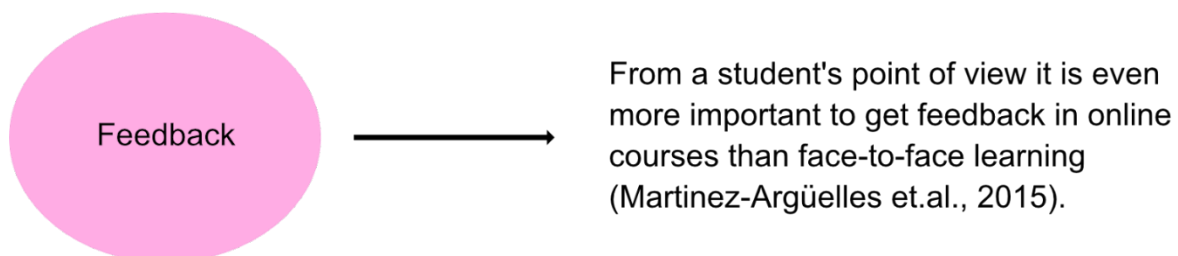 Feedback
From a student's point of view it is even
more important to get feedback in online
courses than face-to-face learning
(Martinez-Argüelles et.al., 2015).